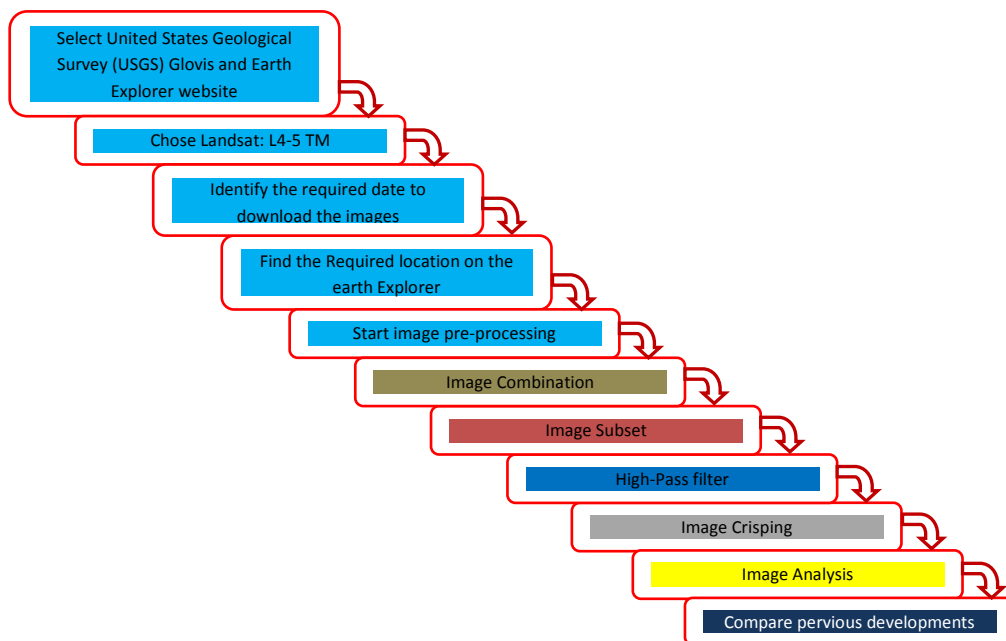 Select United States Geological
Survey (USGS) Glovis and Earth
Explorer website
Chose Landsat: L4-5 TM
Identify the required date to
download the images
Find the Required location on the
earth Explorer
Start image pre-processing
Image Combination
Image Subset
High-Pass filter
Image Crisping
Image Analysis
Compare pervious developments